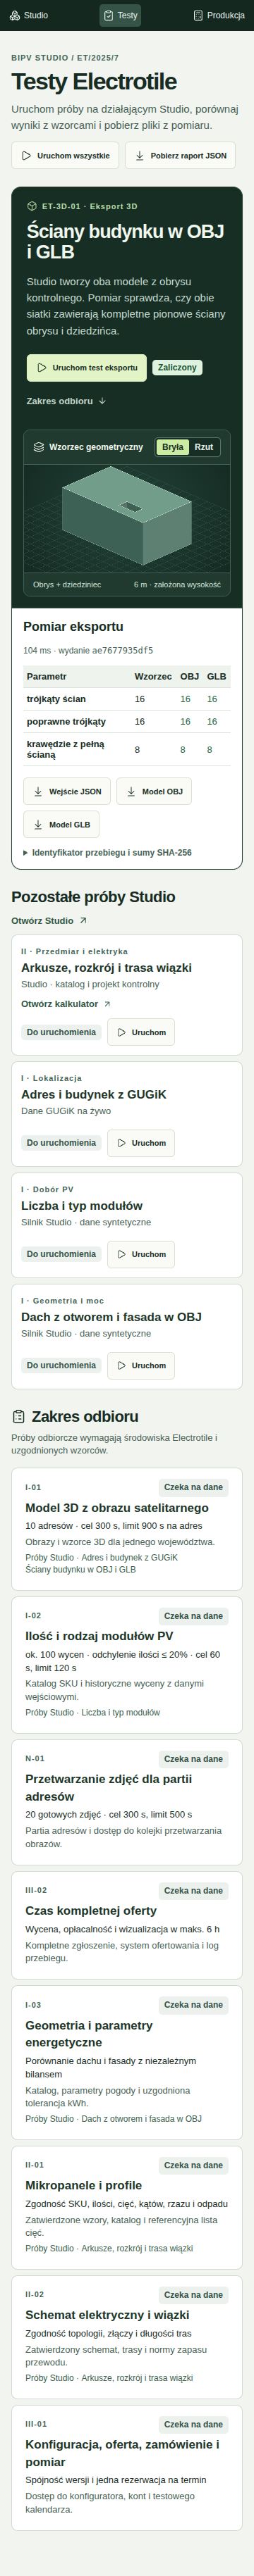 Studio
Testy
Produkcja
BIPV STUDIO / ET/2025/7
Testy Electrotile
Uruchom próby na działającym Studio, porównaj
wyniki z wzorcami i pobierz pliki z pomiaru.
Uruchom wszystkie
Pobierz raport JSON
ET-3D-01 · Eksport 3D
Ściany budynku w OBJ
i GLB
Studio tworzy oba modele z obrysu
kontrolnego. Pomiar sprawdza, czy obie
siatki zawierają kompletne pionowe ściany
obrysu i dziedzińca.
Uruchom test eksportu
Zaliczony
Zakres odbioru ↓
Wzorzec geometryczny
Bryła
Rzut
Obrys + dziedziniec
6 m · założona wysokość
Pomiar eksportu
104 ms · wydanie ae7677935df5
Parametr Wzorzec OBJ GLB
trójkąty ścian 16 16 16
poprawne trójkąty 16 16 16
krawędzie z pełną
ścianą 8 8 8
Wejście JSON
Model OBJ
Model GLB
Identyfikator przebiegu i sumy SHA-256
Pozostałe próby Studio
Otwórz Studio
II · Przedmiar i elektryka
Arkusze, rozkrój i trasa wiązki
Studio · katalog i projekt kontrolny
Otwórz kalkulator
Do uruchomienia
Uruchom
I · Lokalizacja
Adres i budynek z GUGiK
Dane GUGiK na żywo
Do uruchomienia
Uruchom
I · Dobór PV
Liczba i typ modułów
Silnik Studio · dane syntetyczne
Do uruchomienia
Uruchom
I · Geometria i moc
Dach z otworem i fasada w OBJ
Silnik Studio · dane syntetyczne
Do uruchomienia
Uruchom
Zakres odbioru
Próby odbiorcze wymagają środowiska Electrotile i
uzgodnionych wzorców.
I-01
Czeka na dane
Model 3D z obrazu satelitarnego
10 adresów · cel 300 s, limit 900 s na adres
Obrazy i wzorce 3D dla jednego województwa.
Próby Studio · Adres i budynek z GUGiK
Ściany budynku w OBJ i GLB
I-02
Czeka na dane
Ilość i rodzaj modułów PV
ok. 100 wycen · odchylenie ilości ≤ 20% · cel 60
s, limit 120 s
Katalog SKU i historyczne wyceny z danymi
wejściowymi.
Próby Studio · Liczba i typ modułów
N-01
Czeka na dane
Przetwarzanie zdjęć dla partii
adresów
20 gotowych zdjęć · cel 300 s, limit 500 s
Partia adresów i dostęp do kolejki przetwarzania
obrazów.
III-02
Czeka na dane
Czas kompletnej oferty
Wycena, opłacalność i wizualizacja w maks. 6 h
Kompletne zgłoszenie, system ofertowania i log
przebiegu.
I-03
Czeka na dane
Geometria i parametry
energetyczne
Porównanie dachu i fasady z niezależnym
bilansem
Katalog, parametry pogody i uzgodniona
tolerancja kWh.
Próby Studio · Dach z otworem i fasada w OBJ
II-01
Czeka na dane
Mikropanele i profile
Zgodność SKU, ilości, cięć, kątów, rzazu i odpadu
Zatwierdzone wzory, katalog i referencyjna lista
cięć.
Próby Studio · Arkusze, rozkrój i trasa wiązki
II-02
Czeka na dane
Schemat elektryczny i wiązki
Zgodność topologii, złączy i długości tras
Zatwierdzony schemat, trasy i normy zapasu
przewodu.
Próby Studio · Arkusze, rozkrój i trasa wiązki
III-01
Czeka na dane
Konfiguracja, oferta, zamówienie i
pomiar
Spójność wersji i jedna rezerwacja na termin
Dostęp do konfiguratora, kont i testowego
kalendarza.